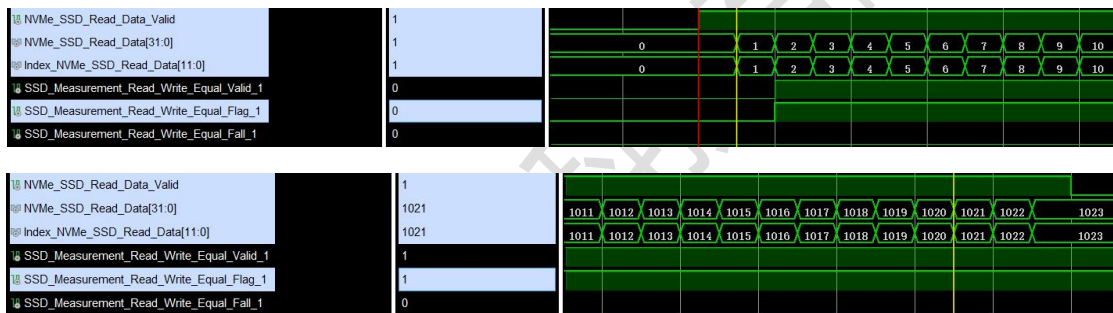 NVMe_SSD_Read_Data_Valid 1
NVMe_SSD_Read_Data[31:0] 1 0 1 2 3 4 5 6 7 8 9 10
Index_NVMe_SSD_Read_Data[11:0] 1 0 1 2 3 4 5 6 7 8 9 10
SSD_Measurement_Read_Write_Equal_Valid_1 0
SSD_Measurement_Read_Write_Equal_Flag_1 0
SSD_Measurement_Read_Write_Equal_Fall_1 0
NVMe_SSD_Read_Data_Valid 1
NVMe_SSD_Read_Data[31:0] 1021 1011 1012 1013 1014 1015 1016 1017 1018 1019 1020 1021 1022 1023
Index_NVMe_SSD_Read_Data[11:0] 1021 1011 1012 1013 1014 1015 1016 1017 1018 1019 1020 1021 1022 1023
SSD_Measurement_Read_Write_Equal_Valid_1 1
SSD_Measurement_Read_Write_Equal_Flag_1 1
SSD_Measurement_Read_Write_Equal_Fall_1 0